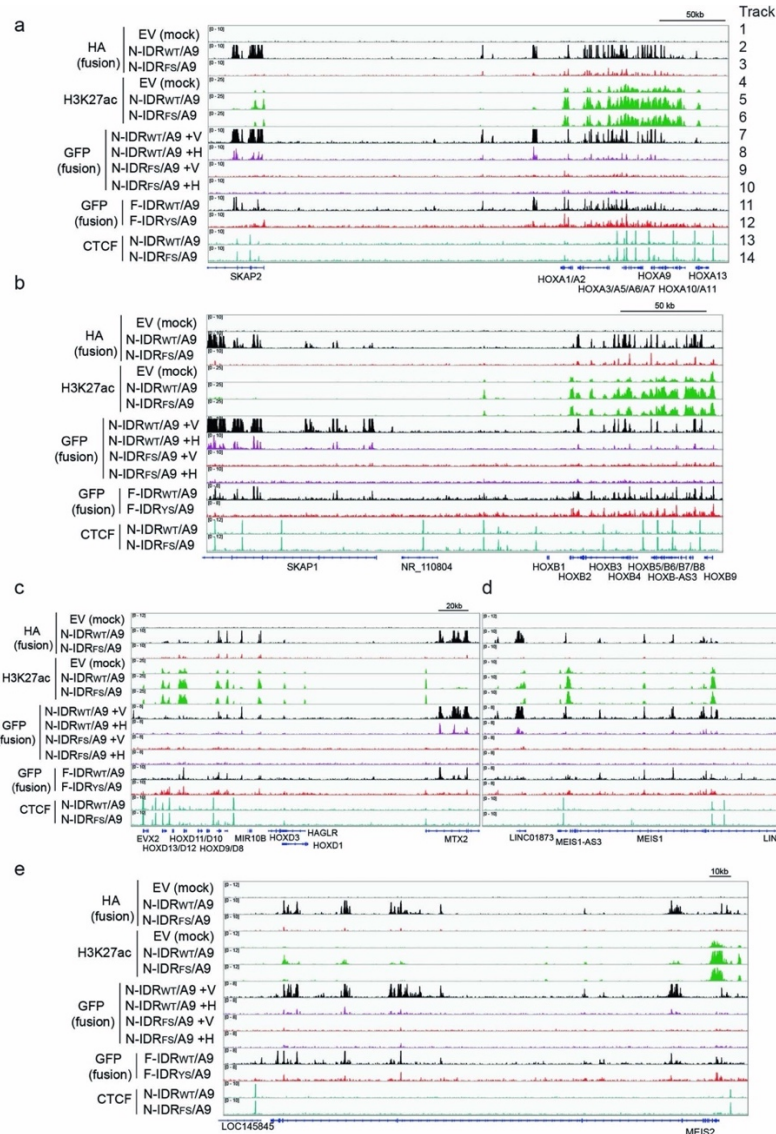 a
50kb
Track
HA (fusion)
EV (mock) 1
N-IDRWT/A9 2
N-IDRFS/A9 3
H3K27ac
EV (mock) 4
N-IDRWT/A9 5
N-IDRFS/A9 6
GFP (fusion)
N-IDRWT/A9 +V 7
N-IDRWT/A9 +H 8
N-IDRFS/A9 +V 9
N-IDRFS/A9 +H 10
GFP (fusion)
F-IDRWT/A9 11
F-IDRYS/A9 12
CTCF
N-IDRWT/A9 13
N-IDRFS/A9 14
SKAP2 HOXA1/A2 HOXA9 HOXA13
HOXA3/A5/A6/A7 HOXA10/A11
b
50 kb
HA (fusion)
EV (mock)
N-IDRWT/A9
N-IDRFS/A9
H3K27ac
EV (mock)
N-IDRWT/A9
N-IDRFS/A9
GFP (fusion)
N-IDRWT/A9 +V
N-IDRWT/A9 +H
N-IDRFS/A9 +V
N-IDRFS/A9 +H
GFP (fusion)
F-IDRWT/A9
F-IDRYS/A9
CTCF
N-IDRWT/A9
N-IDRFS/A9
SKAP1 NR_110804 HOXB1 HOXB3 HOXB5/B6/B7/B8
HOXB2 HOXB4 HOXB-AS3 HOXB9
c
20kb
d
HA (fusion)
EV (mock)
N-IDRWT/A9
N-IDRFS/A9
H3K27ac
EV (mock)
N-IDRWT/A9
N-IDRFS/A9
GFP fusion)
N-IDRWT/A9 +V
N-IDRWT/A9 +H
N-IDRFS/A9 +V
N-IDRFS/A9 +H
GFP (fusion)
F-IDRWT/A9
F-IDRYS/A9
CTCF
N-IDRWT/A9
N-IDRFS/A9
EVX2 HOXD11/D10 MIR10B HOXD3 HAGLR MTX2
HOXD13/D12 HOXD9/D8 HOXD1
LINC01873 MEIS1-AS3 MEIS1 LIN
e
10kb
HA (fusion)
EV (mock)
N-IDRWT/A9
N-IDRFS/A9
H3K27ac
EV (mock)
N-IDRWT/A9
N-IDRFS/A9
GFP (fusion)
N-IDRWT/A9 +V
N-IDRWT/A9 +H
N-IDRFS/A9 +V
N-IDRFS/A9 +H
GFP (fusion)
F-IDRWT/A9
F-IDRYS/A9
CTCF
N-IDRWT/A9
N-IDRFS/A9
LOC145845 MEIS2